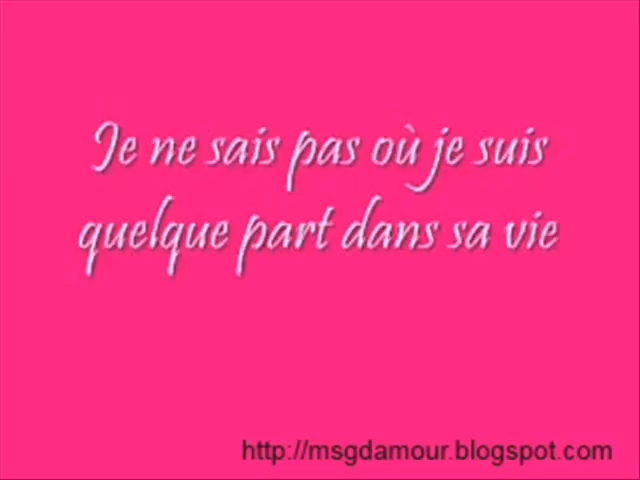 Je ne sais pas où je suis
quelque part dans sa vie
http://msgdamour.blogspot.com